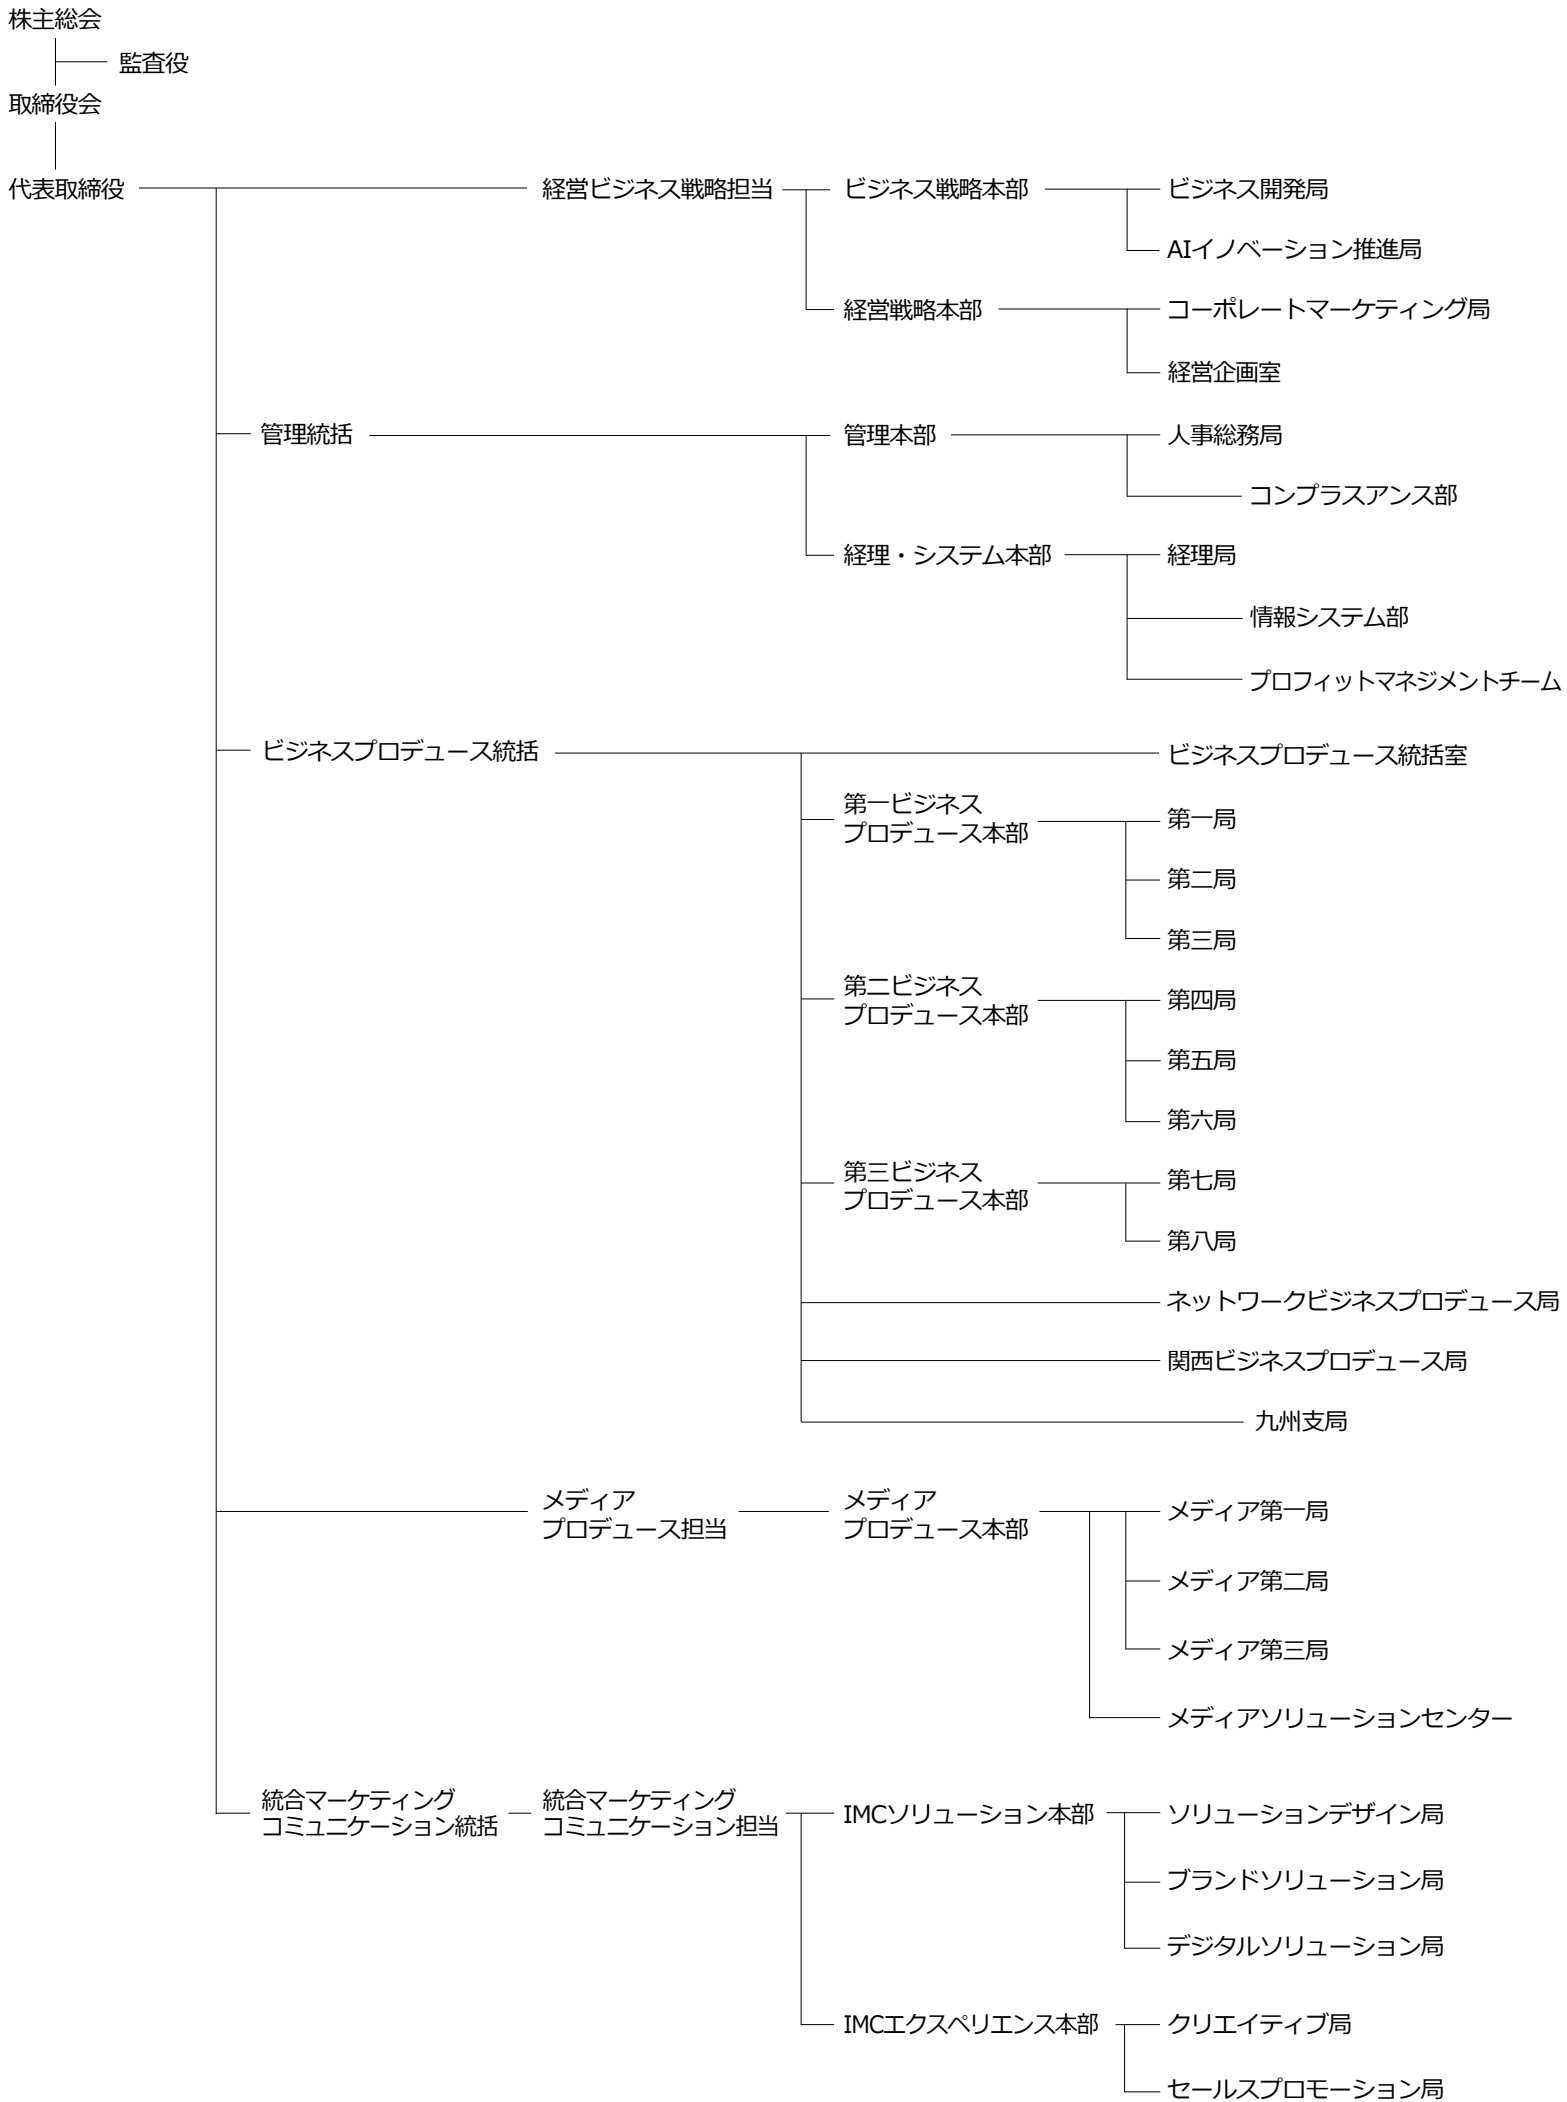 株主総会
監査役
取締役会
代表取締役
経営ビジネス戦略担当
ビジネス戦略本部
ビジネス開発局
AIイノベーション推進局
経営戦略本部
コーポレートマーケティング局
経営企画室
管理統括
管理本部
人事総務局
コンプラスアンス部
経理・システム本部
経理局
情報システム部
プロフィットマネジメントチーム
ビジネスプロデュース統括
ビジネスプロデュース統括室
第一ビジネス
プロデュース本部
第一局
第二局
第三局
第二ビジネス
プロデュース本部
第四局
第五局
第六局
第三ビジネス
プロデュース本部
第七局
第八局
ネットワークビジネスプロデュース局
関西ビジネスプロデュース局
九州支局
メディア
プロデュース担当
メディア
プロデュース本部
メディア第一局
メディア第二局
メディア第三局
メディアソリューションセンター
統合マーケティング
コミュニケーション統括
統合マーケティング
コミュニケーション担当
IMCソリューション本部
ソリューションデザイン局
ブランドソリューション局
デジタルソリューション局
IMCエクスペリエンス本部
クリエイティブ局
セールスプロモーション局